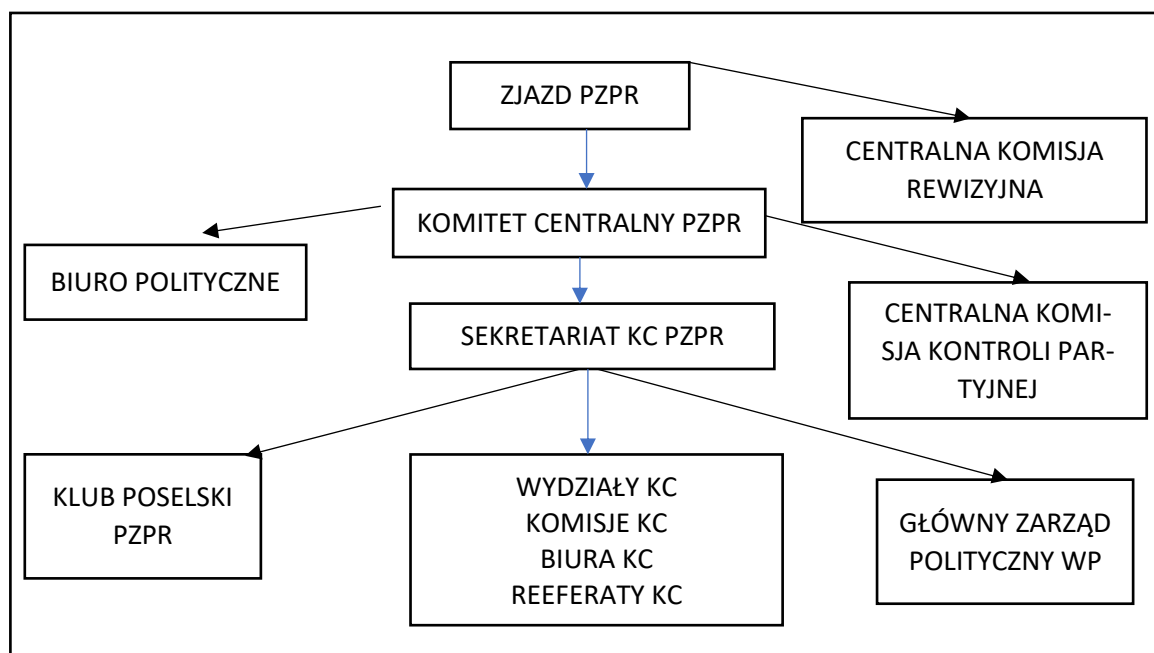 ZJAZD PZPR
CENTRALNA KOMISJA
REWIZYJNA
KOMITET CENTRALNY PZPR
BIURO POLITYCZNE
CENTRALNA KOMI-
SJA KONTROLI PAR-
TYJNEJ
SEKRETARIAT KC PZPR
KLUB POSELSKI
PZPR
WYDZIAŁY KC
KOMISJE KC
BIURA KC
REEFERATY KC
GŁÓWNY ZARZĄD
POLITYCZNY WP